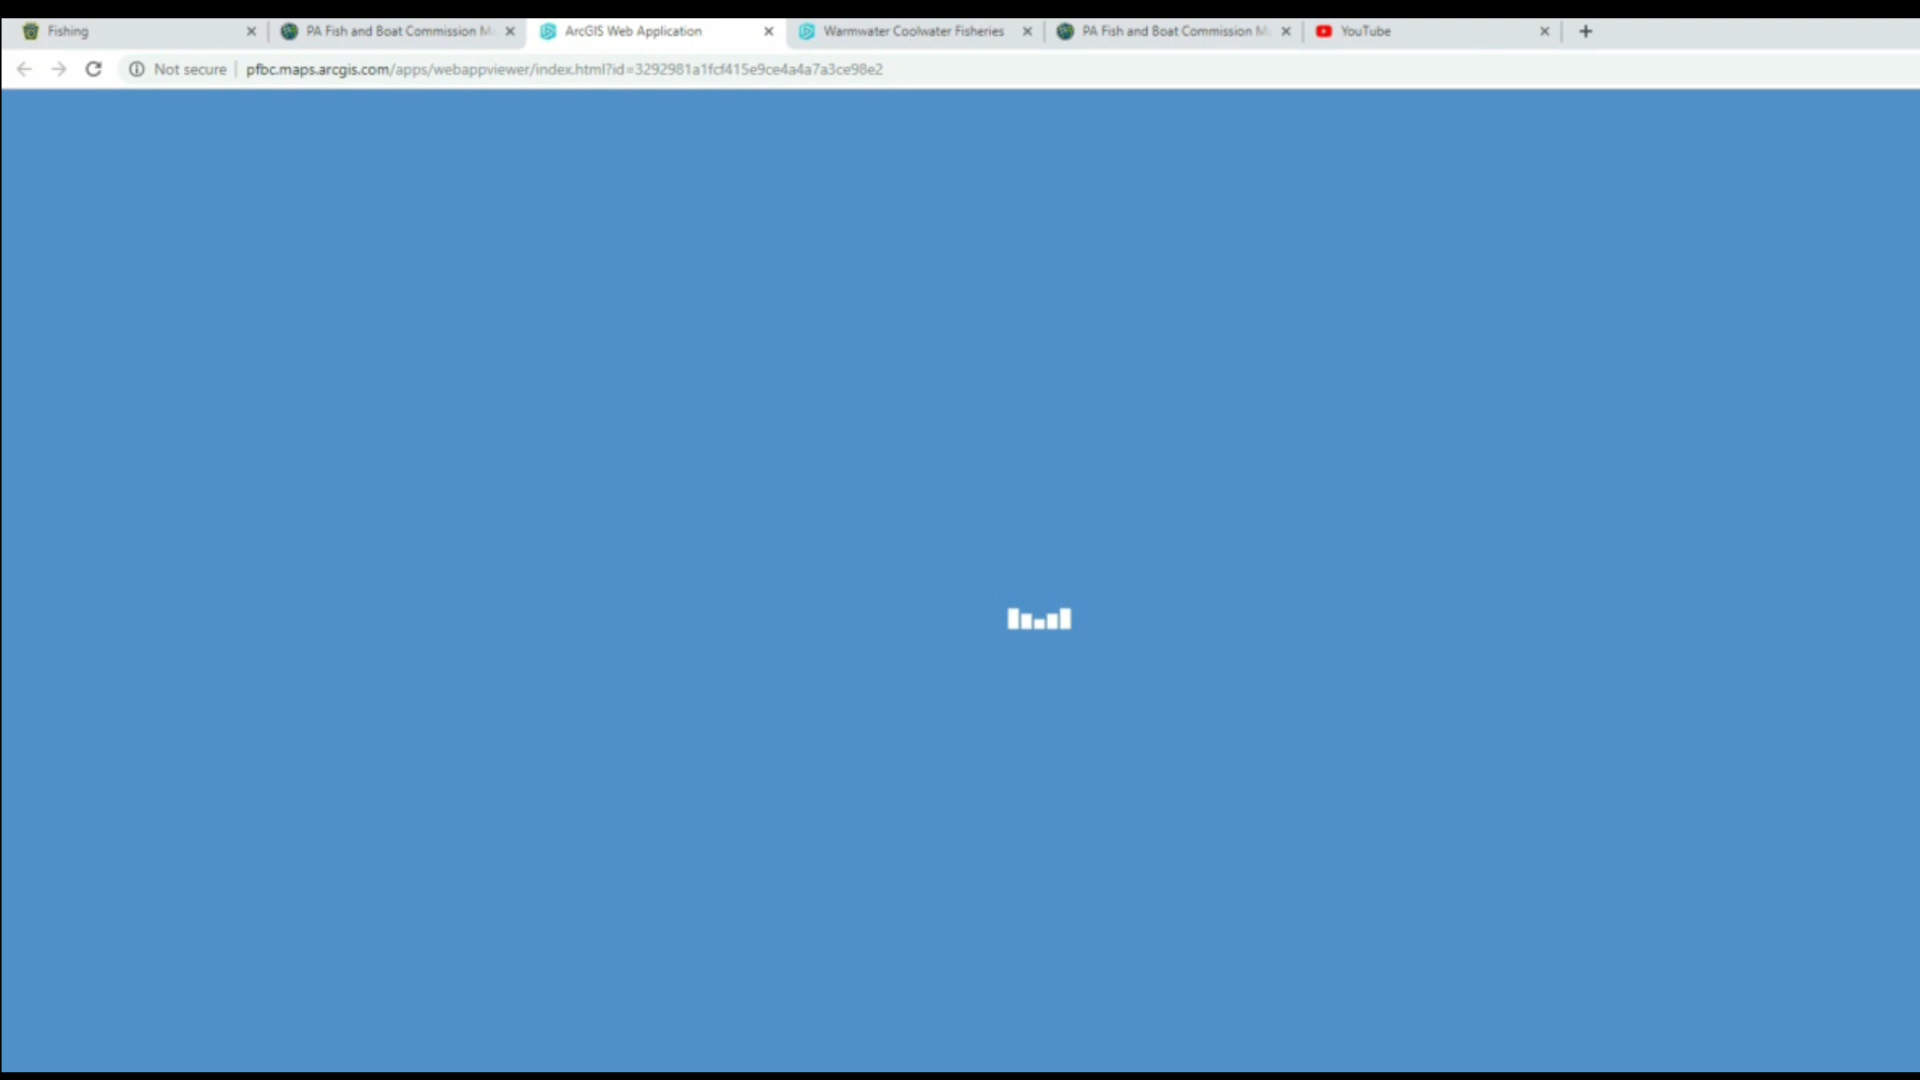 Fishing
PA Fish and Boat Commission M
ArcGIS Web Application
Warmwater Coolwater Fisheries
PA Fish and Boat Commission M
YouTube
Not secure
pfbc.maps.arcgis.com/apps/webappviewer/index.html?id=3292981a1fcf415e9ce4a4a7a3ce98e2